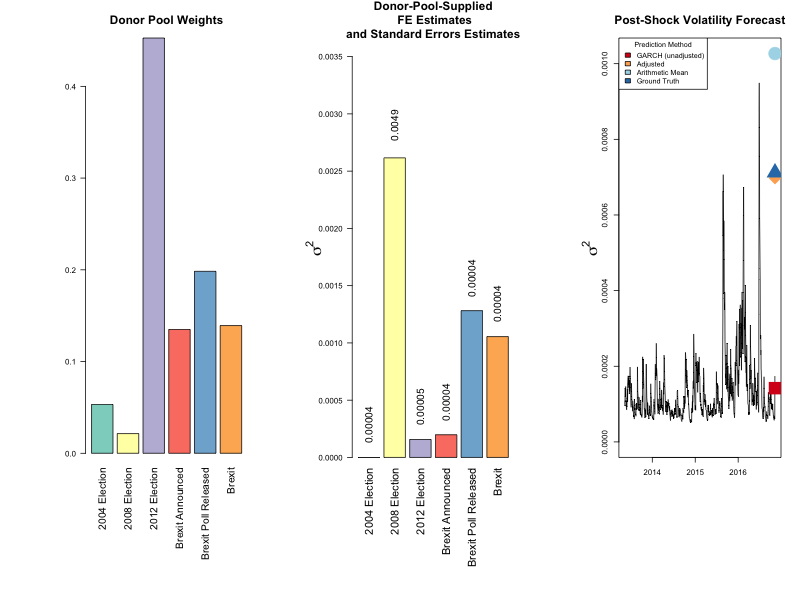 Donor Pool Weights
0.0
0.1
0.2
0.3
0.4
2004 Election
2008 Election
2012 Election
Brexit Announced
Brexit Poll Released
Brexit
Donor-Pool-Supplied
FE Estimates
and Standard Errors Estimates
σ2
0.0000
0.0005
0.0010
0.0015
0.0020
0.0025
0.0030
0.0035
0.00004
0.0049
0.00005
0.00004
0.00004
0.00004
2004 Election
2008 Election
2012 Election
Brexit Announced
Brexit Poll Released
Brexit
Post-Shock Volatility Forecast
σ2
0.0000
0.0002
0.0004
0.0006
0.0008
0.0010
Prediction Method
GARCH (unadjusted)
Adjusted
Arithmetic Mean
Ground Truth
2014
2015
2016